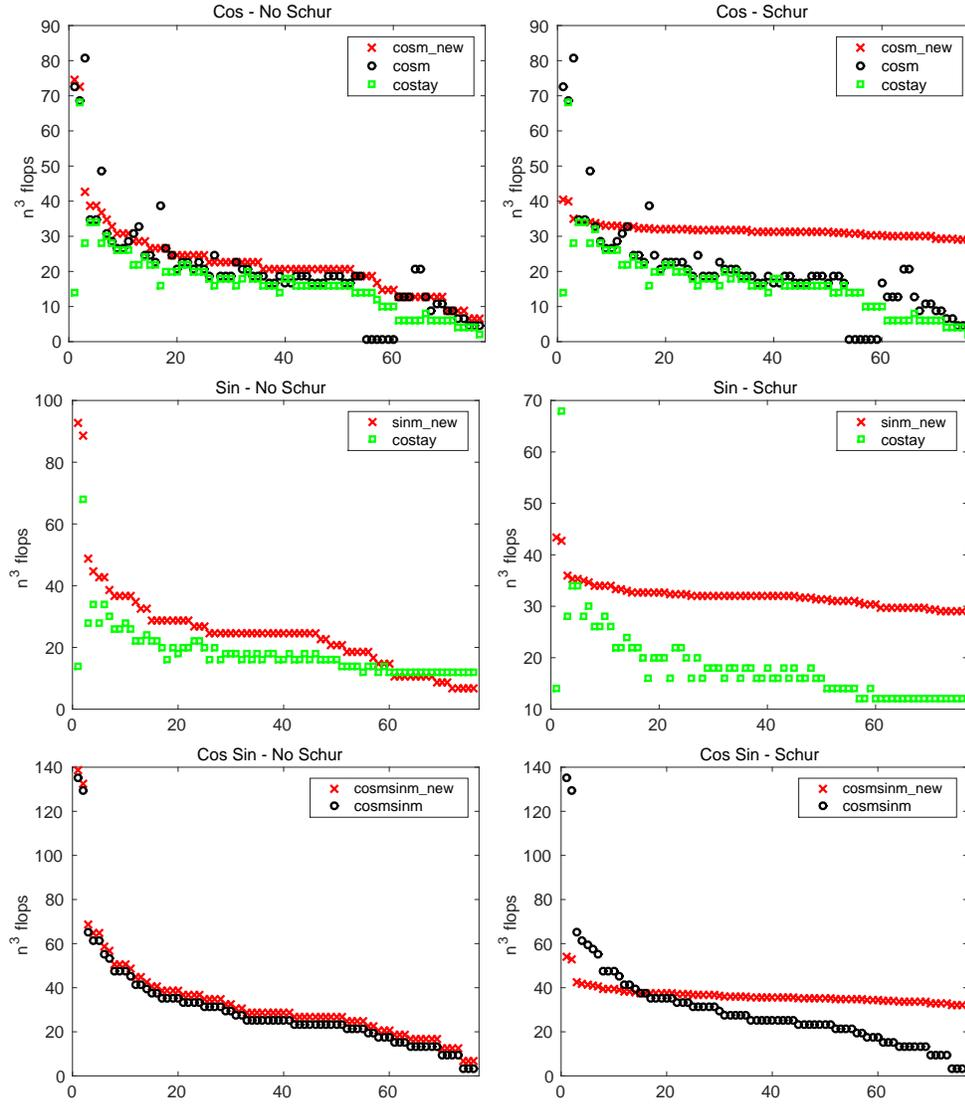 Cos - No Schur
90
80
70
60
50
40
30
20
10
0
n3 flops
0 20 40 60
cosm_new
cosm
costay
Cos - Schur
90
80
70
60
50
40
30
20
10
0
n3 flops
0 20 40 60
cosm_new
cosm
costay
Sin - No Schur
100
80
60
40
20
0
n3 flops
0 20 40 60
sinm_new
costay
Sin - Schur
70
60
50
40
30
20
10
n3 flops
0 20 40 60
sinm_new
costay
Cos Sin - No Schur
140
120
100
80
60
40
20
0
n3 flops
0 20 40 60
cosmsinm_new
cosmsinm
Cos Sin - Schur
140
120
100
80
60
40
20
0
n3 flops
0 20 40 60
cosmsinm_new
cosmsinm